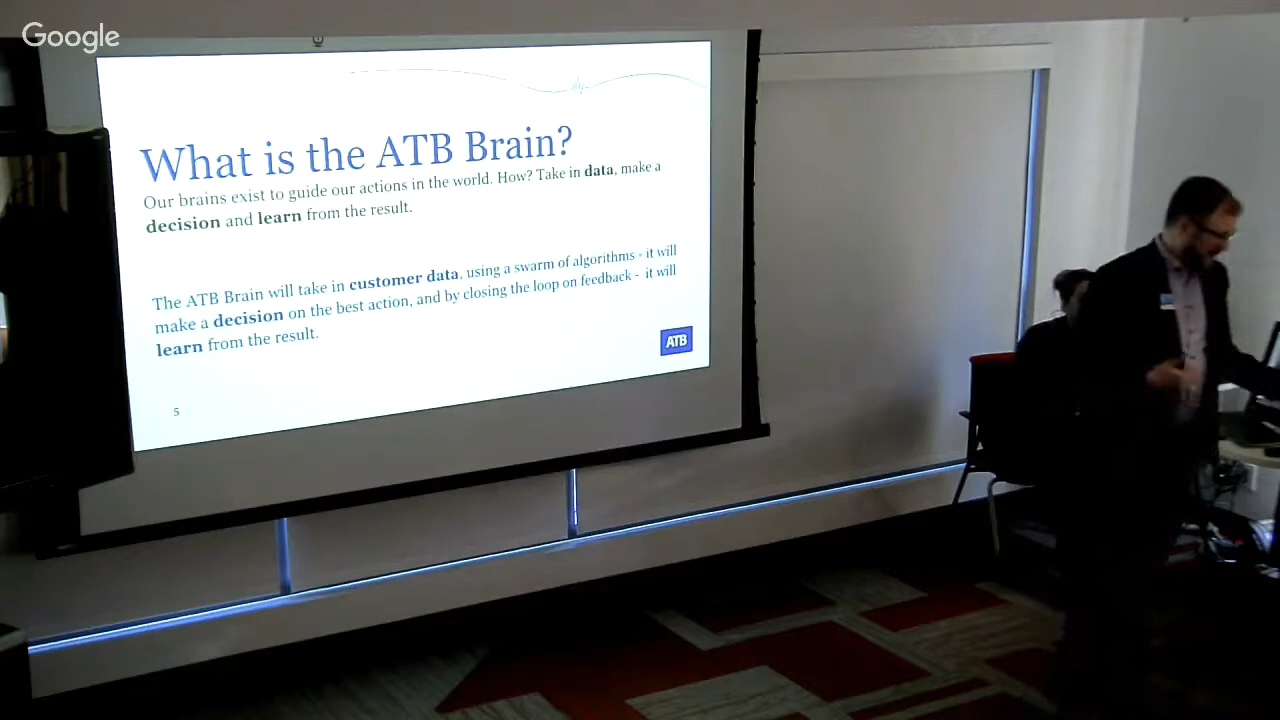 Google
What is the ATB Brain?
Our brains exist to guide our actions in the world. How? Take in data, make a
decision and learn from the result.
The ATB Brain will take in customer data, using a swarm of algorithms - it will
make a decision on the best action, and by closing the loop on feedback - it will
learn from the result.
ATB
5